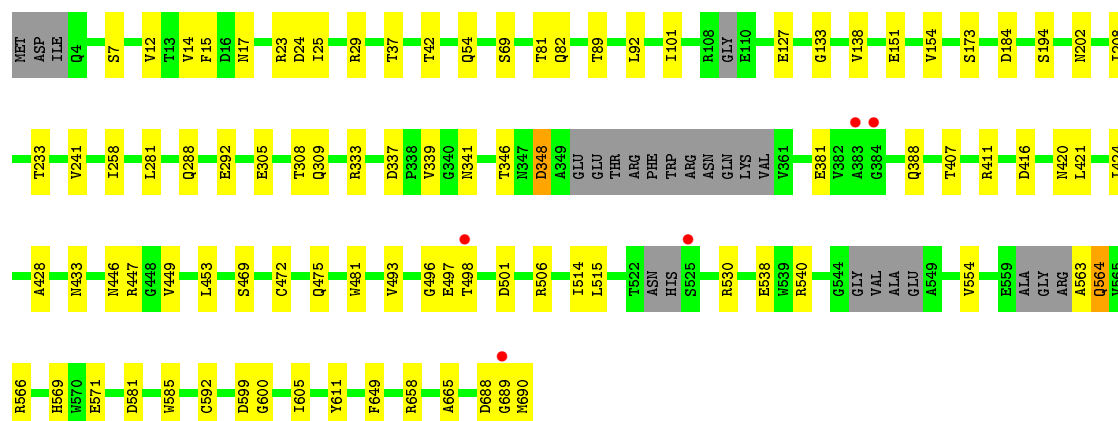 MET ASP ILE Q4 S7 V12 T13 V14 F15 D16 N17 R23 D24 I25 R29 T37 T42 Q54 S69 T81 Q82 T89 L92 I101 R108 GLY E110 E127 G133 V138 E151 V154 S173 D184 S194 N202
T233 V241 I258 L281 Q288 E292 E305 T308 Q309 R333 D337 P338 V339 G340 N341 T346 N347 D348 A349 GLU GLU THR ARG PHE TRP ARG ASN GLN LYS VAL V361 E381 V382 A383 G384 Q388 T407 R411 D416 N420 L421
A428 N433 N446 R447 G448 V449 L453 S469 C472 Q475 W481 V493 G496 E497 T498 D501 R506 I514 L515 T522 ASN HIS S525 R530 E538 W539 R540 G544 GLY VAL ALA GLU A549 V554 E559 ALA GLY ARG A563 Q564
R566 H569 W570 E571 D581 W585 C592 D599 G600 I605 Y611 F649 R658 A665 D688 G689 M690